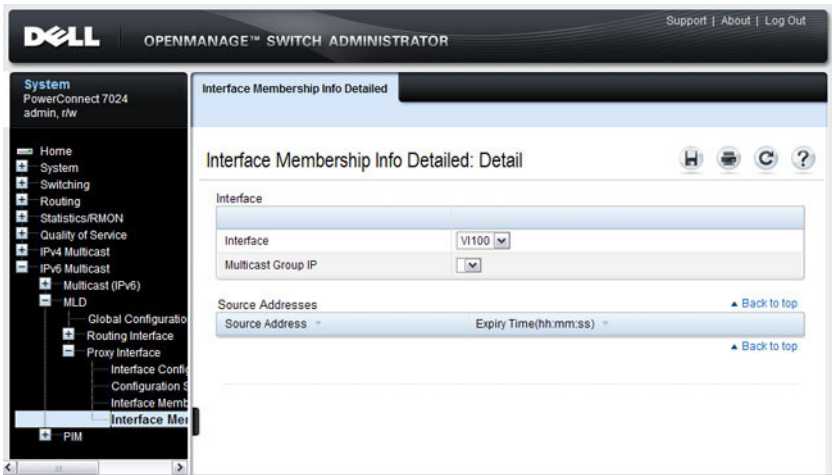 Support | About | Log Out
DELL
OPENMANAGE™ SWITCH ADMINISTRATOR
System
PowerConnect 7024
admin, r/w
Interface Membership Info Detailed
Home
System
Switching
Routing
Statistics/RMON
Quality of Service
IPv4 Multicast
IPv6 Multicast
Multicast (IPv6)
MLD
Global Configuratio
Routing Interface
Proxy Interface
Interface Config
Configuration S
Interface Memb
Interface Mem
PIM
Interface Membership Info Detailed: Detail
Interface
Interface
Vl100
Multicast Group IP
Source Addresses
Back to top
Source Address
Expiry Time(hh:mm:ss)
Back to top